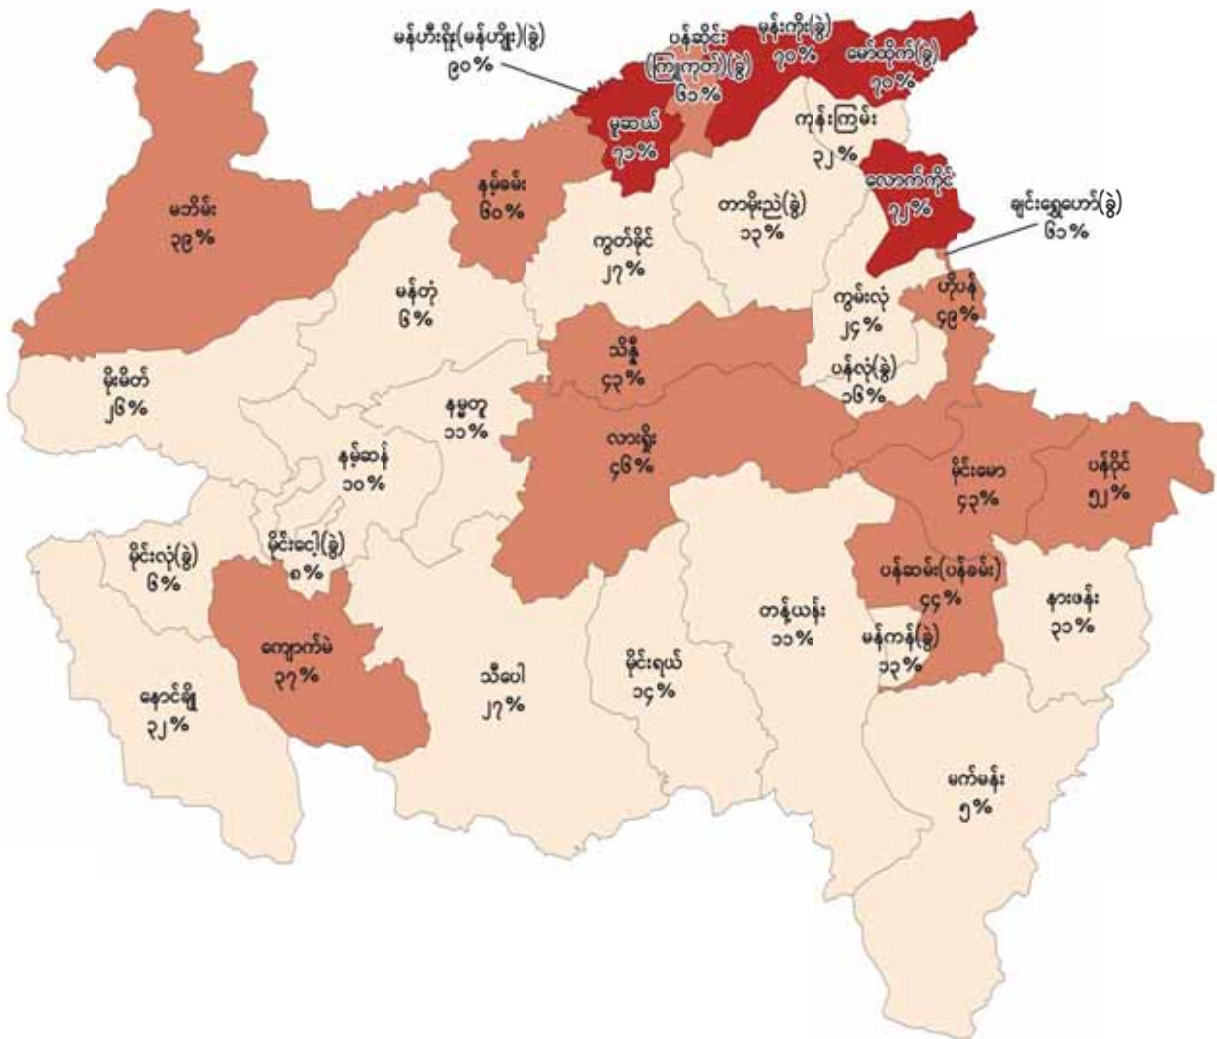 မန်ဟီးရိုး(မန်ဟျိုး)(ခွဲ)
၉၀%
ပန်ဆိုင်း
(ကြူကုတ်)(ခွဲ)
၆၁%
မုန်းကိုး(ခွဲ)
၇၀%
မော်ထိုက်(ခွဲ)
၇၀%
မူဆယ်
၇၁%
ကုန်းကြမ်း
၃၂%
လောက်ကိုင်
၇၂%
ချင်းရွှေဟော်(ခွဲ)
၆၁%
မဘိမ်း
၃၉%
နမ့်ခမ်း
၆၀%
တာမိုးညဲ(ခွဲ)
၁၃%
ကွတ်ခိုင်
၂၇%
မန်တုံ
၆%
ကွမ်းလုံ
၂၄%
ဟိုပန်
၄၉%
သိန္နီ
၄၃%
ပန်လုံ(ခွဲ)
၁၆%
မိုးမိတ်
၂၆%
နမ္မတူ
၁၁%
လားရှိုး
၄၆%
နမ့်ဆန်
၁၀%
မိုင်းမော
၄၃%
ပန်ဝိုင်
၅၂%
မိုင်းလုံ(ခွဲ)
၆%
မိုင်းငေါ့(ခွဲ)
၈%
ပန်ဆမ်း(ပန်ခမ်း)
၄၄%
နားဖန်း
၃၁%
တန့်ယန်း
၁၁%
မန်ကန်(ခွဲ)
၁၃%
ကျောက်မဲ
၃၇%
သီပေါ
၂၇%
မိုင်းရယ်
၁၄%
နောင်ချို
၃၂%
မက်မန်း
၅%